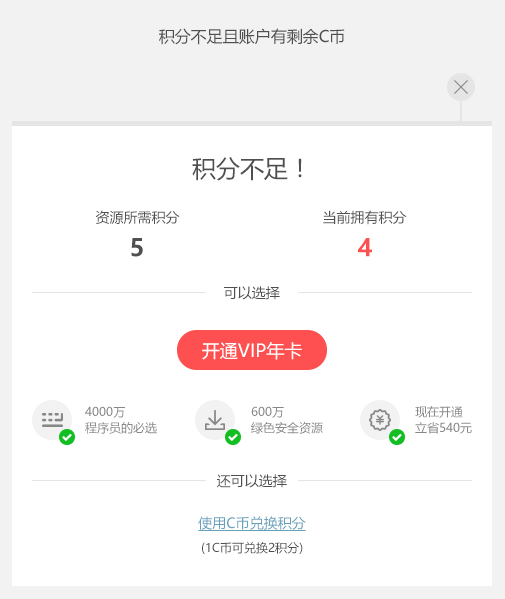 积分不足且账户有剩余C币
积分不足！
资源所需积分
当前拥有积分
5
4
可以选择
开通VIP年卡
4000万
程序员的必选
600万
绿色安全资源
现在开通
立省540元
还可以选择
使用C币兑换积分
(1C币可兑换2积分)